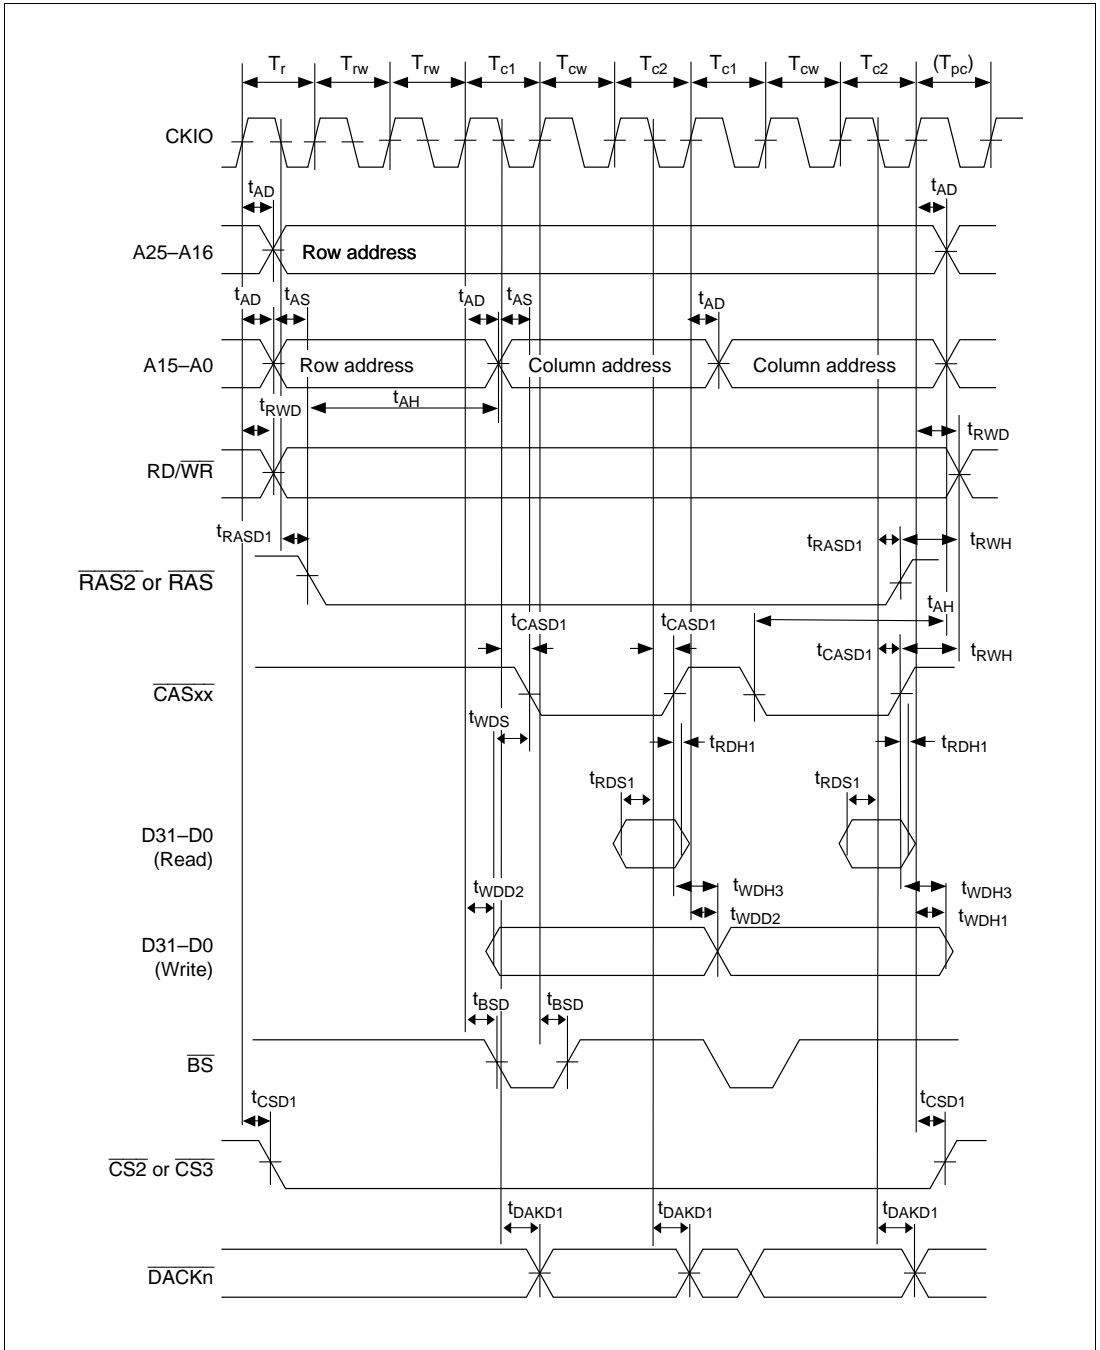 Tr Trw Trw Tc1 Tcw Tc2 Tc1 Tcw Tc2 (Tpc)
CKIO
tAD tAD
A25–A16 Row address
tAD tAS tAD tAS tAD
A15–A0 Row address Column address Column address
tAH
tRWD tRWD
RD/WR
tRASD1 tRASD1 tRWH
RAS2 or RAS
tAH
tCASD1 tCASD1 tCASD1 tRWH
CASxx
tWDS tRDH1 tRDH1
tRDS1 tRDS1
D31–D0
(Read)
tWDD2 tWDH3 tWDH3
tWDD2 tWDH1
D31–D0
(Write)
tBSD tBSD
BS
tCSD1 tCSD1
CS2 or CS3
tDAKD1 tDAKD1 tDAKD1
DACKn